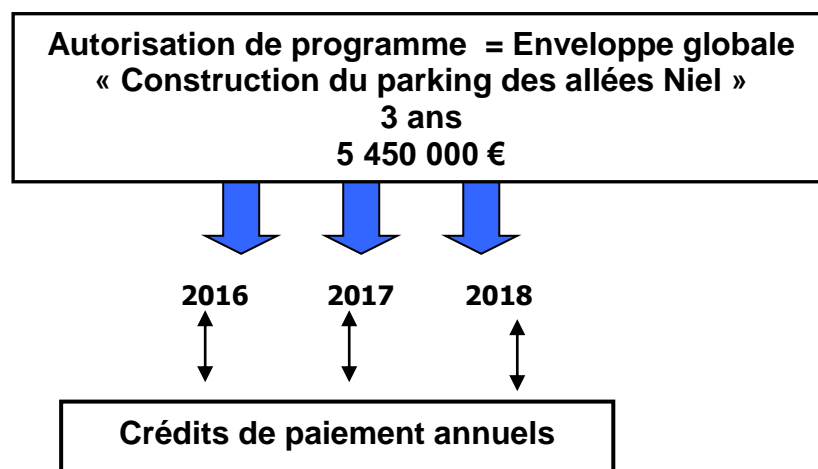 Autorisation de programme = Enveloppe globale
« Construction du parking des allées Niel »
3 ans
5 450 000 €
2016 2017 2018
Crédits de paiement annuels